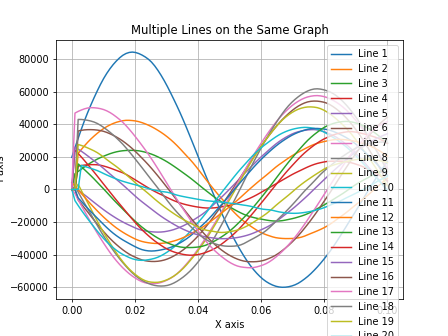 Multiple Lines on the Same Graph
80000
60000
40000
20000
0
−20000
−40000
−60000
0.00
0.02
0.04
0.06
X axis
Line 1
Line 2
Line 3
Line 4
Line 5
Line 6
Line 7
Line 8
Line 9
Line 10
Line 11
Line 12
Line 13
Line 14
Line 15
Line 16
Line 17
Line 18
Line 19